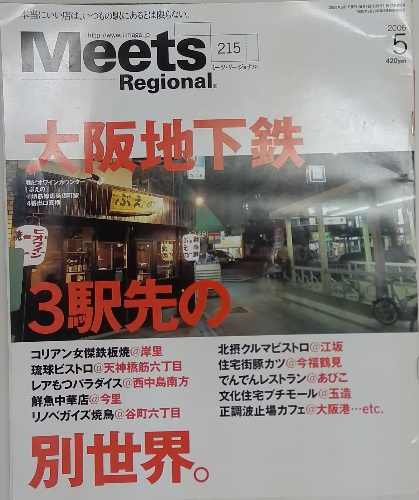 本当にいい店は、いつもの駅にあるとは限らない。
http://www.lmaga.jp
Meets
Regional
215
ミーツ・リージョナル
2006
5
420yen
大阪地下鉄
3駅先の
コリアン女傑鉄板焼@岸里
琉球ビストロ@天神橋筋六丁目
レアもつパラダイス@西中島南方
鮮魚中華店@今里
リノベガイズ焼鳥@谷町六丁目
北摂クルマビストロ@江坂
住宅街豚カツ@今福鶴見
でんでんレストラン@あびこ
文化住宅プチモール@玉造
正調波止場カフェ@大阪港…etc.
別世界。